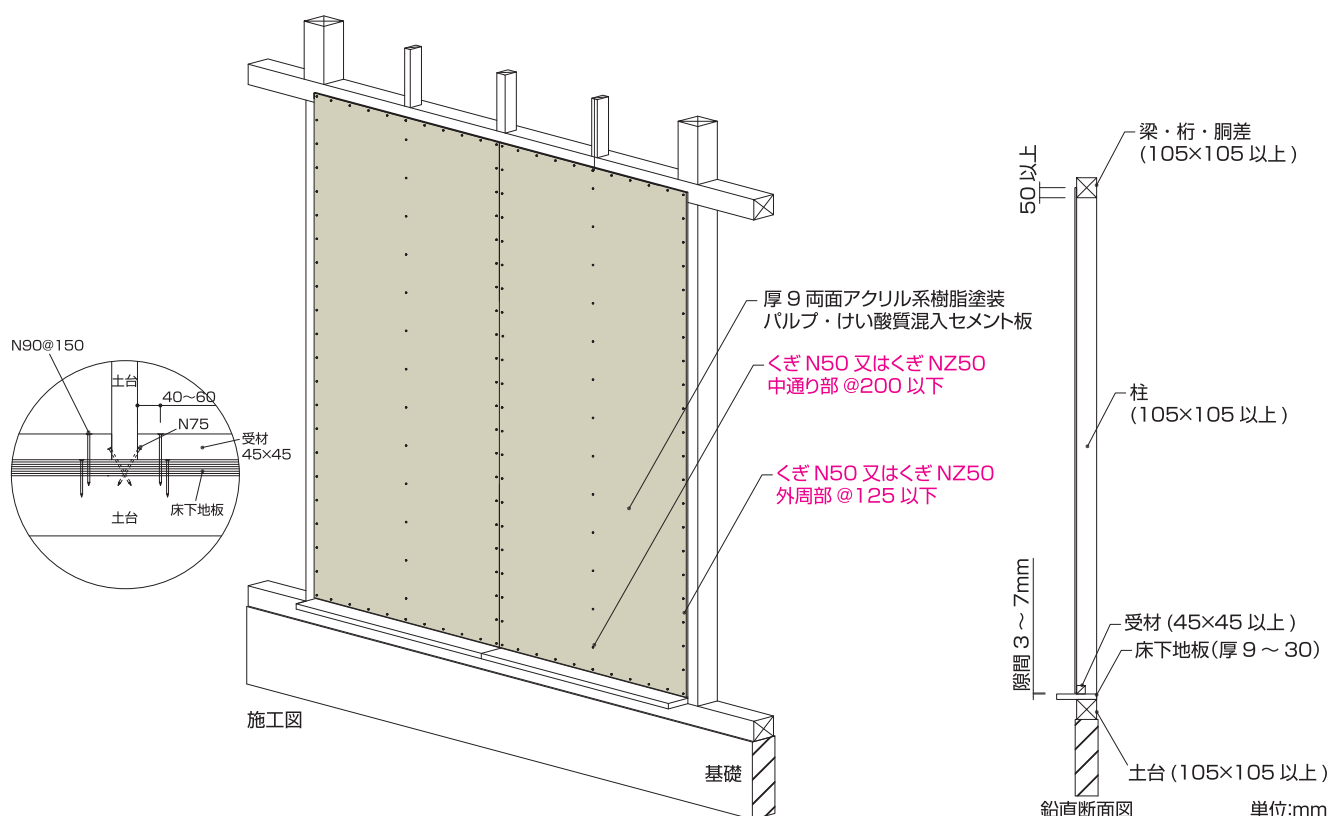 N90@150
土台
40～60
N75
受材
45×45
床下地板
土台
厚9 両面アクリル系樹脂塗装
パルプ・けい酸質混入セメント板
くぎ N50 又はくぎ NZ50
中通り部 @200 以下
くぎ N50 又はくぎ NZ50
外周部 @125 以下
施工図
基礎
梁・桁・胴差
(105×105 以上)
50 以上
柱
(105×105 以上)
隙間 3～7mm
受材 (45×45 以上)
床下地板(厚 9～30)
土台 (105×105 以上)
鉛直断面図
単位:mm